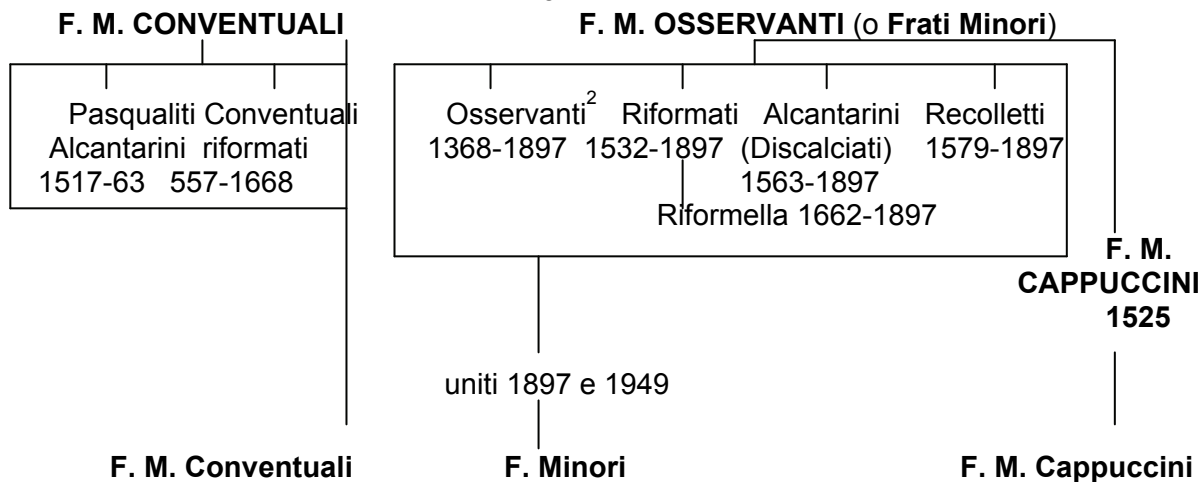 F. M. CONVENTUALI F. M. OSSERVANTI (o Frati Minori)
Pasqualiti Conventuali Osservanti² Riformati Alcantarini Recolletti
Alcantarini riformati 1368-1897 1532-1897 (Discalciati) 1579-1897
1517-63 557-1668 1563-1897
Riformella 1662-1897
F. M.
CAPPUCCINI
1525
uniti 1897 e 1949
F. M. Conventuali F. Minori F. M. Cappuccini